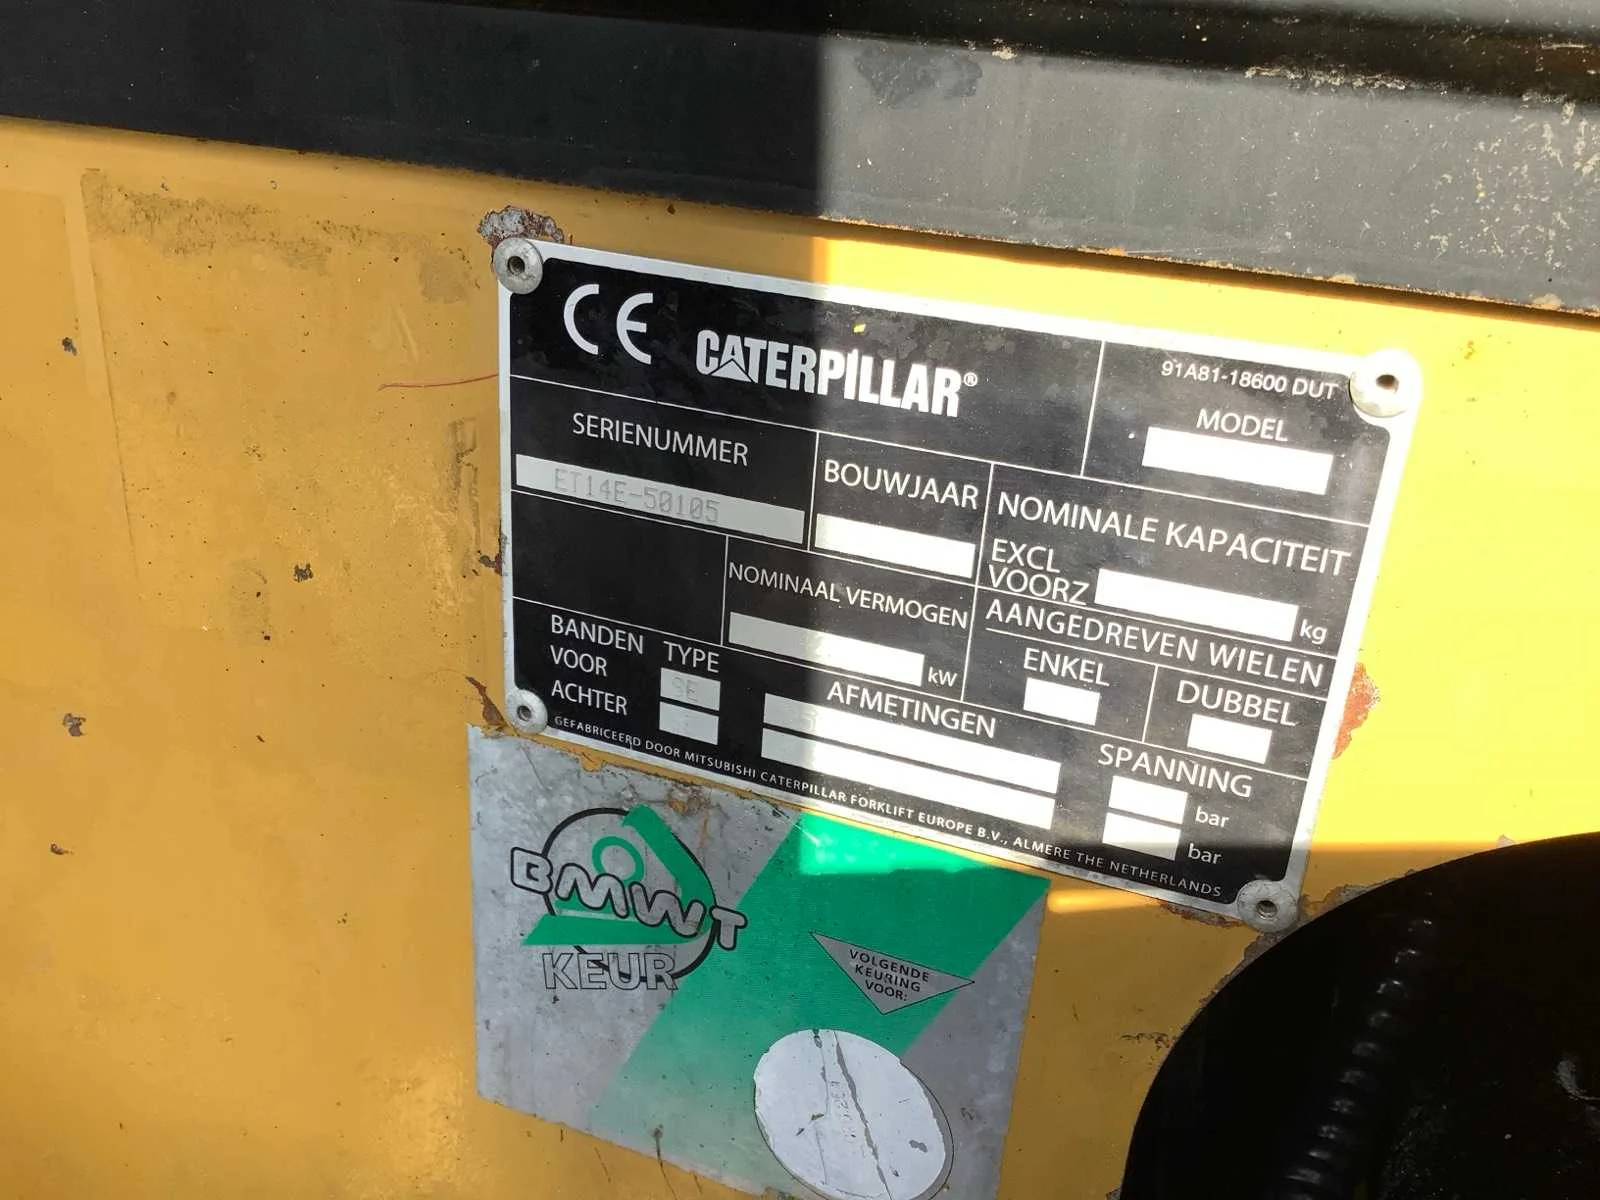 CE CATERPILLAR®
91A81-18600 DUT
MODEL
SERIENUMMER
ET14E-50105
BOUWJAAR
NOMINALE KAPACITEIT
EXCL
VOORZ
kg
NOMINAAL VERMOGEN
kW
AANGEDREVEN WIELEN
ENKEL
DUBBEL
BANDEN TYPE
VOOR SE
ACHTER
AFMETINGEN
SPANNING
bar
bar
GEFABRICEERD DOOR MITSUBISHI CATERPILLAR FORKLIFT EUROPE B.V., ALMERE THE NETHERLANDS
BMWT
KEUR
VOLGENDE
KEURING
VOOR: